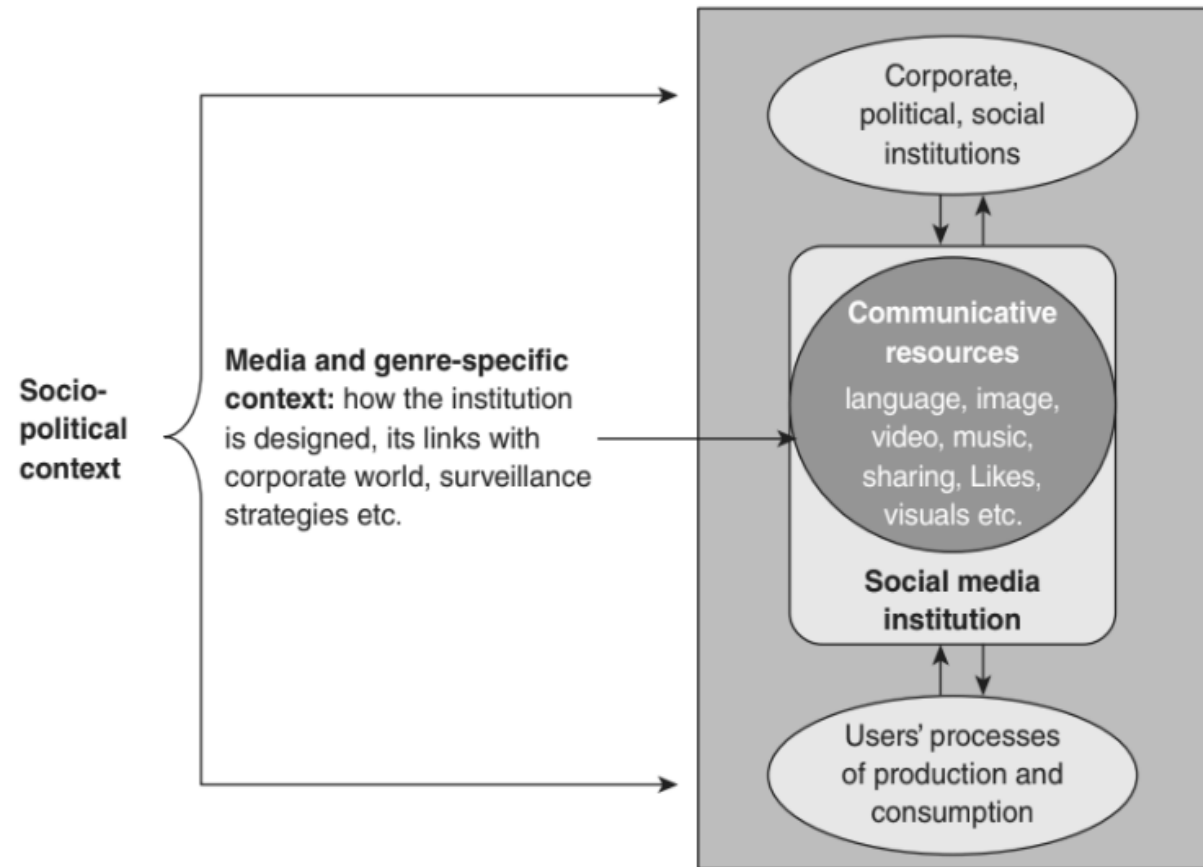 Socio-
political
context
Media and genre-specific
context: how the institution
is designed, its links with
corporate world, surveillance
strategies etc.
Corporate,
political, social
institutions
Communicative
resources
language, image,
video, music,
sharing, Likes,
visuals etc.
Social media
institution
Users’ processes
of production and
consumption